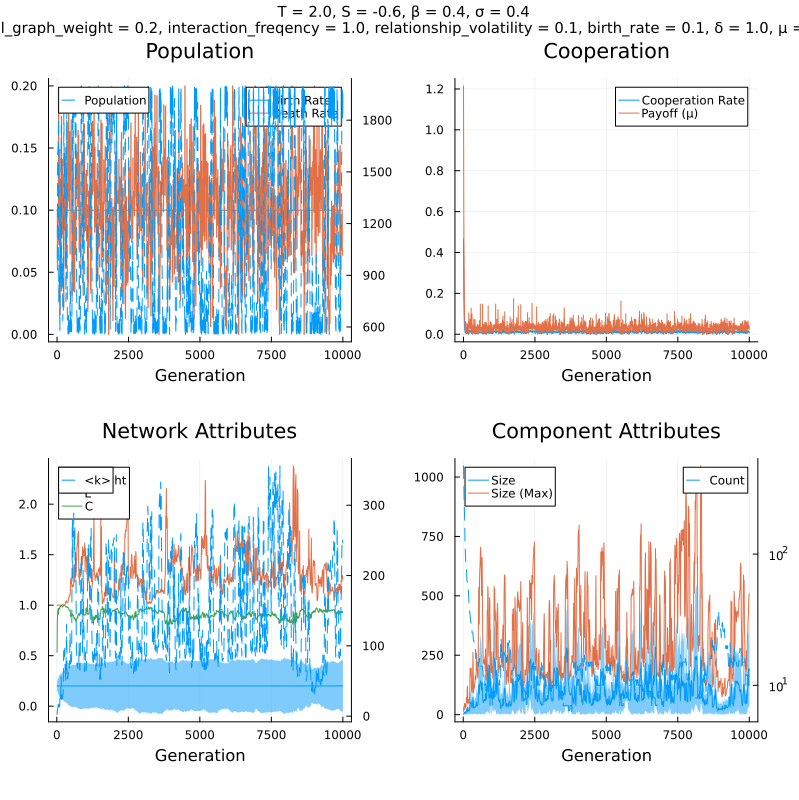 T = 2.0, S = -0.6, β = 0.4, σ = 0.4
l_graph_weight = 0.2, interaction_freqency = 1.0, relationship_volatility = 0.1, birth_rate = 0.1, δ = 1.0, μ =
Population
Cooperation
0.20
0.15
0.10
0.05
0.00
Population
Birth Rate
Death Rate
1800
1500
1200
900
600
0
2500
5000
7500
10000
Generation
1.2
1.0
0.8
0.6
0.4
0.2
0.0
Cooperation Rate
Payoff (μ)
0
2500
5000
7500
10000
Generation
Network Attributes
Component Attributes
2.0
1.5
1.0
0.5
0.0
<k> ht
L
C
300
200
100
0
0
2500
5000
7500
10000
Generation
1000
750
500
250
0
Size
Size (Max)
Count
10²
10¹
0
2500
5000
7500
10000
Generation